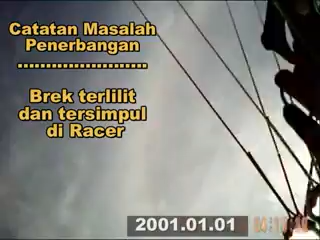 Catatan Masalah
Penerbangan
........................
Brek terlilit
dan tersimpul
di Racer
2001.01.01